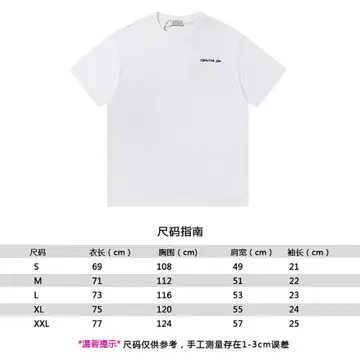 尺码指南
尺码 衣长(cm) 胸围(cm) 肩宽(cm) 袖长(cm)
S 69 108 49 21
M 71 112 51 22
L 73 116 53 23
XL 75 120 55 24
XXL 77 124 57 25
*温馨提示* 尺码仅供参考，手工测量存在1-3cm误差